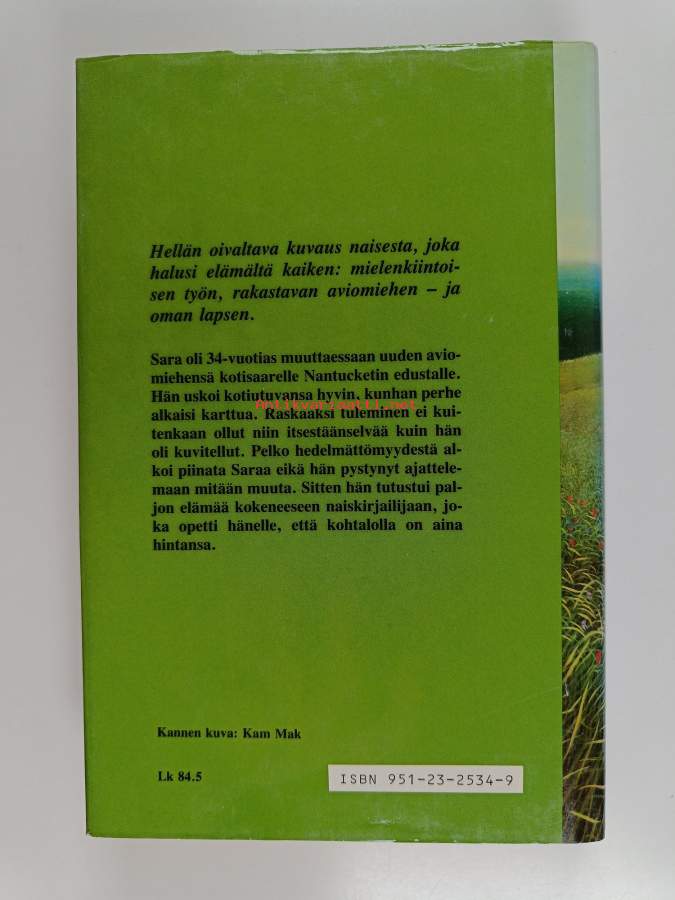 Hellän oivaltava kuvaus naisesta, joka
halusi elämältä kaiken: mielenkiintoi-
sen työn, rakastavan aviomiehen – ja
oman lapsen.
Sara oli 34-vuotias muuttaessaan uuden avio-
miehensä kotisaarelle Nantucketin edustalle.
Hän uskoi kotiutuvansa hyvin, kunhan perhe
Antikvariaatti.net
alkaisi karttua. Raskaaksi tuleminen ei kui-
tenkaan ollut niin itsestäänselvää kuin hän
oli kuvitellut. Pelko hedelmättömyydestä al-
koi piinata Saraa eikä hän pystynyt ajattele-
maan mitään muuta. Sitten hän tutustui pal-
jon elämää kokeneeseen naiskirjailijaan, jo-
ka opetti hänelle, että kohtalolla on aina
hintansa.
Kannen kuva: Kam Mak
Lk 84.5
ISBN 951-23-2534-9